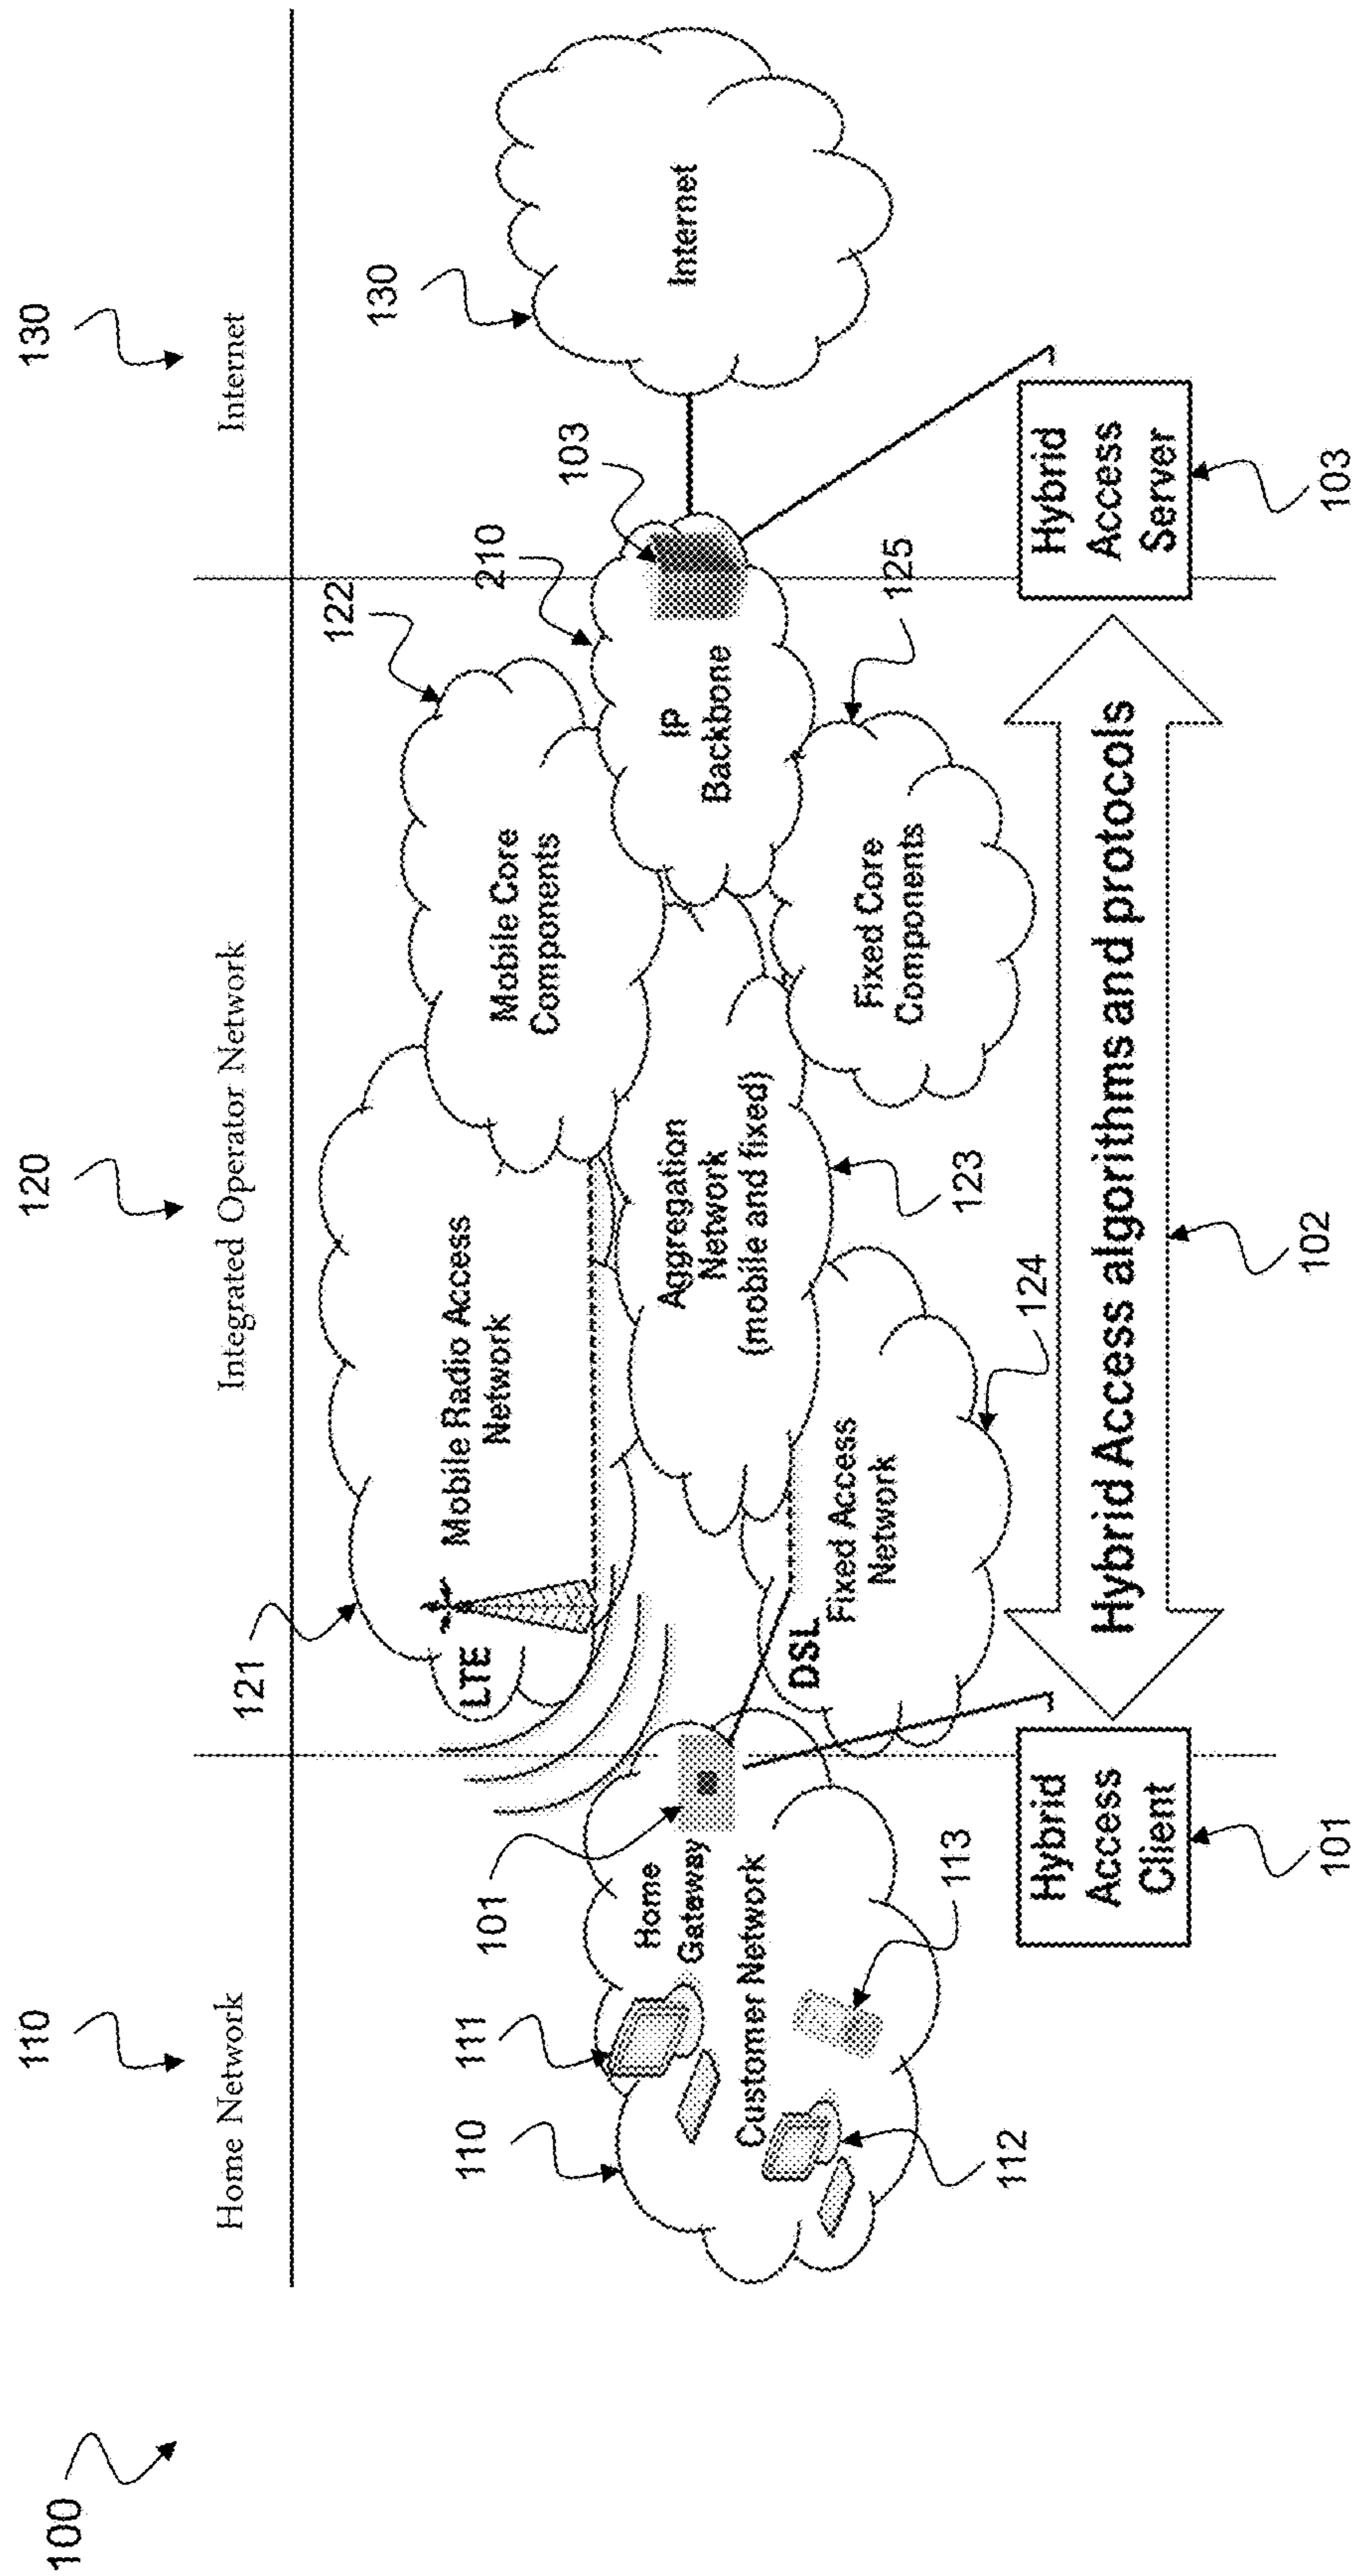 100
110
120
130
Home Network
Integrated Operator Network
Internet
121
122
130
LTE
Mobile Radio Access
Network
Mobile Core
Components
110
111
101
210
103
Home
Gateway
Customer Network
Aggregation
Network
(mobile and fixed)
IP
Backbone
Internet
DSL
Fixed Access
Network
Fixed Core
Components
112
113
124
123
125
Hybrid
Access
Client
Hybrid Access algorithms and protocols
Hybrid
Access
Server
101
102
103